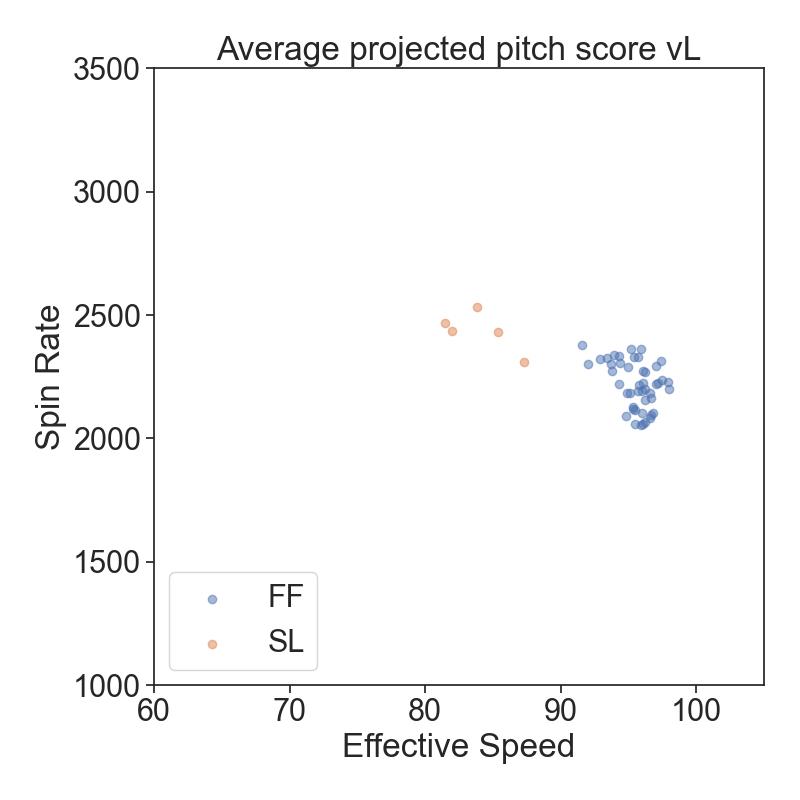 Average projected pitch score vL
3500
3000
2500
2000
1500
1000
Spin Rate
FF
SL
60 70 80 90 100
Effective Speed